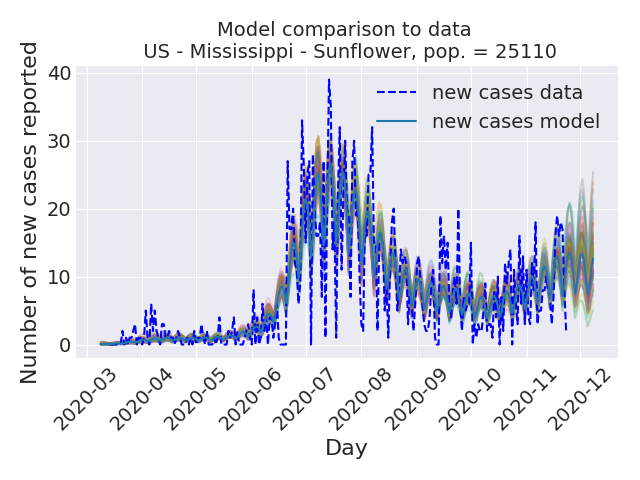 Model comparison to data
US - Mississippi - Sunflower, pop. = 25110
Number of new cases reported
40
30
20
10
0
new cases data
new cases model
2020-03
2020-04
2020-05
2020-06
2020-07
2020-08
2020-09
2020-10
2020-11
2020-12
Day